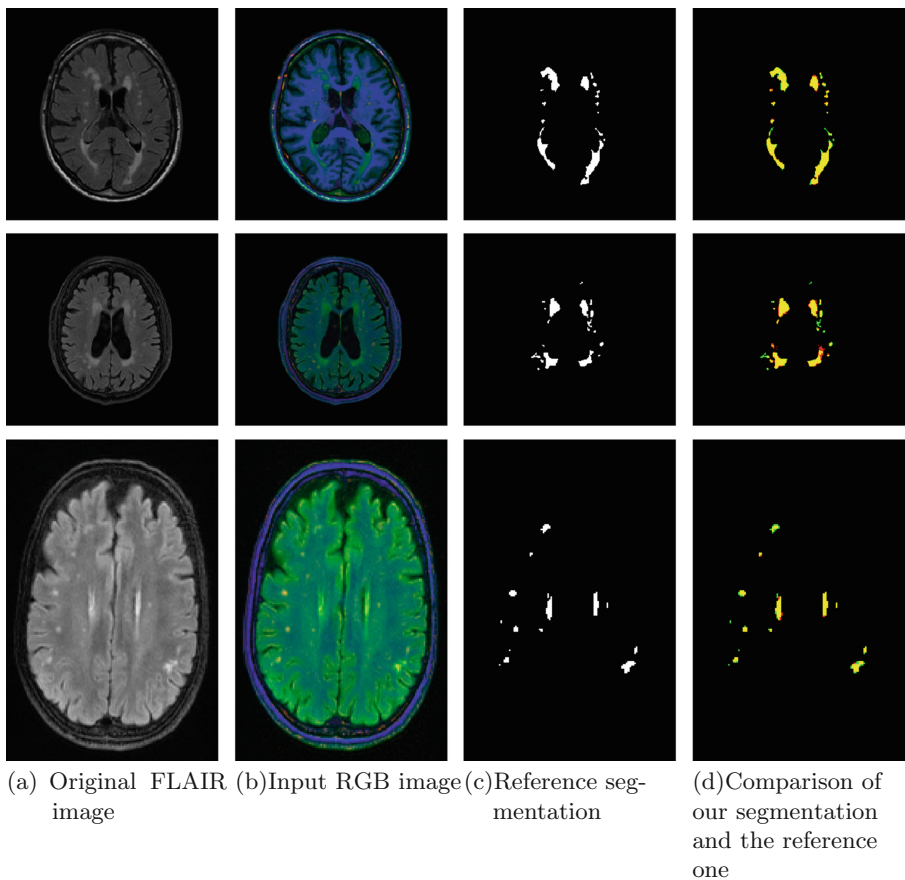 (a) Original FLAIR image
(b)Input RGB image
(c)Reference seg-
mentation
(d)Comparison of
our segmentation
and the reference
one